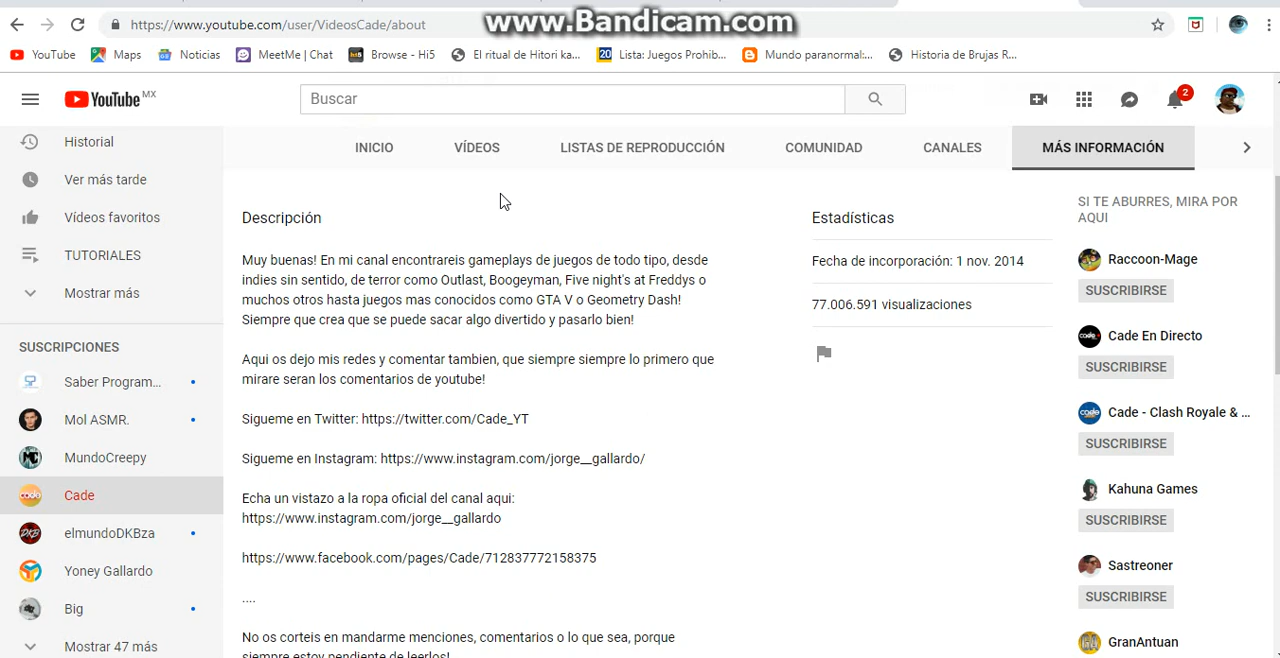 www.Bandicam.com
https://www.youtube.com/user/VideosCade/about
YouTube
Maps
Noticias
MeetMe | Chat
Browse - Hi5
El ritual de Hitori ka...
20
Lista: Juegos Prohib...
Mundo paranormal:...
Historia de Brujas R...
YouTube MX
Buscar
2
Historial
Ver más tarde
Vídeos favoritos
TUTORIALES
Mostrar más
SUSCRIPCIONES
Saber Program...
Mol ASMR.
MundoCreepy
Cade
elmundoDKBza
Yoney Gallardo
Big
Mostrar 47 más
INICIO
VÍDEOS
LISTAS DE REPRODUCCIÓN
COMUNIDAD
CANALES
MÁS INFORMACIÓN
Descripción
Muy buenas! En mi canal encontrareis gameplays de juegos de todo tipo, desde
indies sin sentido, de terror como Outlast, Boogeyman, Five night's at Freddys o
muchos otros hasta juegos mas conocidos como GTA V o Geometry Dash!
Siempre que crea que se puede sacar algo divertido y pasarlo bien!
Aqui os dejo mis redes y comentar tambien, que siempre siempre lo primero que
mirare seran los comentarios de youtube!
Sigueme en Twitter: https://twitter.com/Cade_YT
Sigueme en Instagram: https://www.instagram.com/jorge__gallardo/
Echa un vistazo a la ropa oficial del canal aqui:
https://www.instagram.com/jorge__gallardo
https://www.facebook.com/pages/Cade/712837772158375
....
No os corteis en mandarme menciones, comentarios o lo que sea, porque
siempre estoy pendiente de leerlos!
Estadísticas
Fecha de incorporación: 1 nov. 2014
77.006.591 visualizaciones
SI TE ABURRES, MIRA POR
AQUI
Raccoon-Mage
SUSCRIBIRSE
Cade En Directo
SUSCRIBIRSE
Cade - Clash Royale & ...
SUSCRIBIRSE
Kahuna Games
SUSCRIBIRSE
Sastreoner
SUSCRIBIRSE
GranAntuan